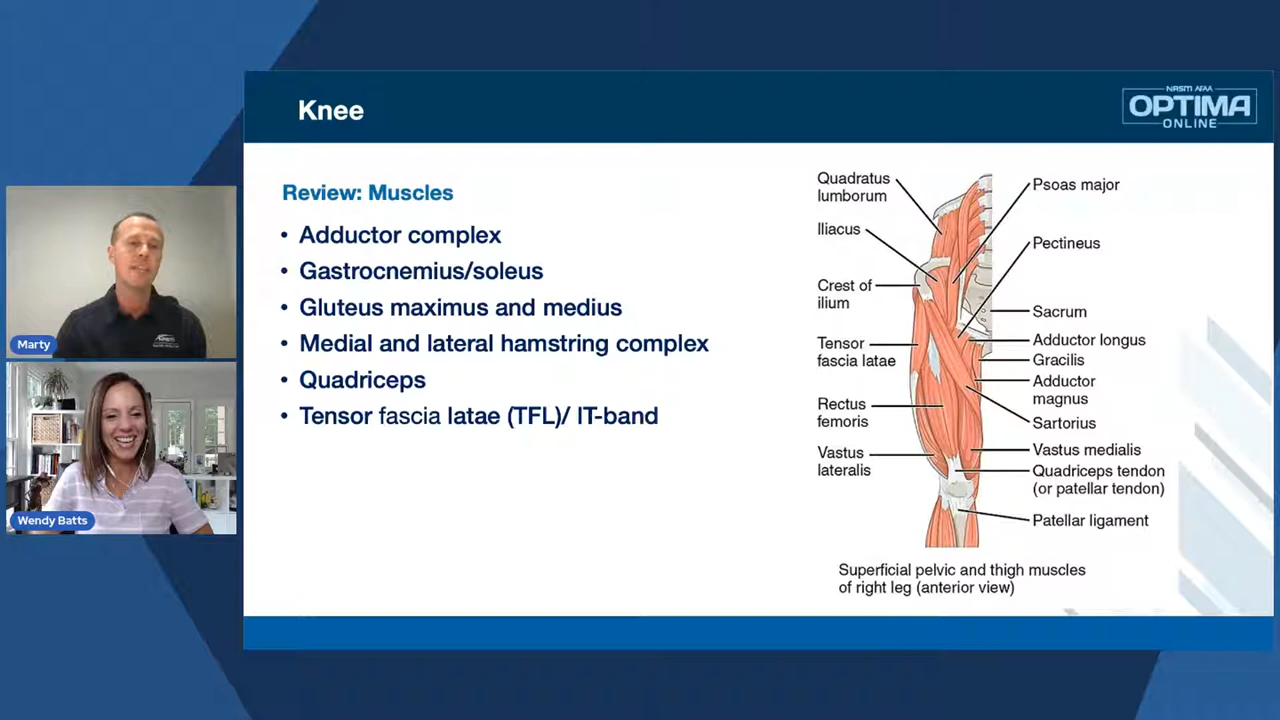 Knee
NASM AFAA
OPTIMA
ONLINE
Marty
Wendy Batts
Review: Muscles
• Adductor complex
• Gastrocnemius/soleus
• Gluteus maximus and medius
• Medial and lateral hamstring complex
• Quadriceps
• Tensor fascia latae (TFL)/ IT-band
Quadratus
lumborum
Iliacus
Crest of
ilium
Tensor
fascia latae
Rectus
femoris
Vastus
lateralis
Psoas major
Pectineus
Sacrum
Adductor longus
Gracilis
Adductor
magnus
Sartorius
Vastus medialis
Quadriceps tendon
(or patellar tendon)
Patellar ligament
Superficial pelvic and thigh muscles
of right leg (anterior view)